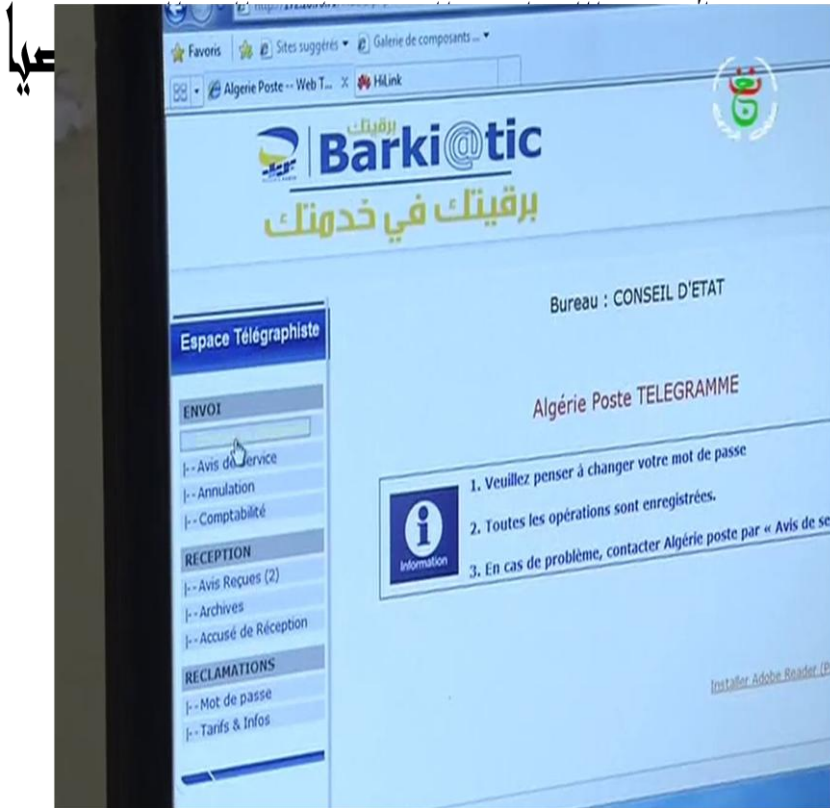 Favoris Sites suggérés Galerie de composants ...
Algerie Poste -- Web T... X HiLink
برقيتك
Barki@tic
برقيتك في خدمتك
Bureau : CONSEIL D'ETAT
Espace Télégraphiste
Algérie Poste TELEGRAMME
ENVOI
|-- Avis de Service
|-- Annulation
|-- Comptabilité
RECEPTION
|-- Avis Reçues (2)
|-- Archives
|-- Accusé de Réception
RECLAMATIONS
|-- Mot de passe
|-- Tarifs & Infos
Information
1. Veuillez penser à changer votre mot de passe
2. Toutes les opérations sont enregistrées.
3. En cas de problème, contacter Algérie poste par « Avis de se
Installer Adobe Reader (P